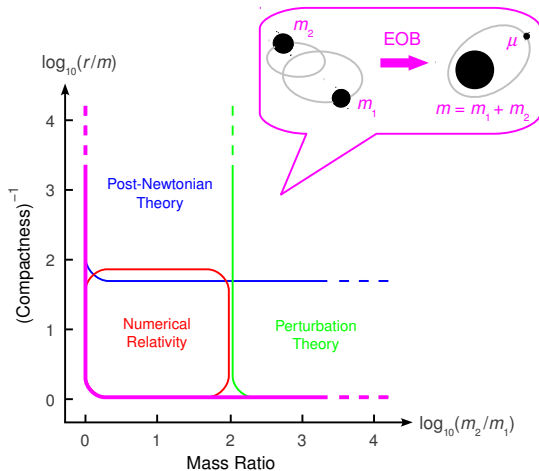 m₂
EOB
μ
m₁
m = m₁ + m₂
log₁₀(r/m)
(Compactness)⁻¹
4
3
2
1
0
Post-Newtonian
Theory
Numerical
Relativity
Perturbation
Theory
0
1
2
3
4
log₁₀(m₂/m₁)
Mass Ratio